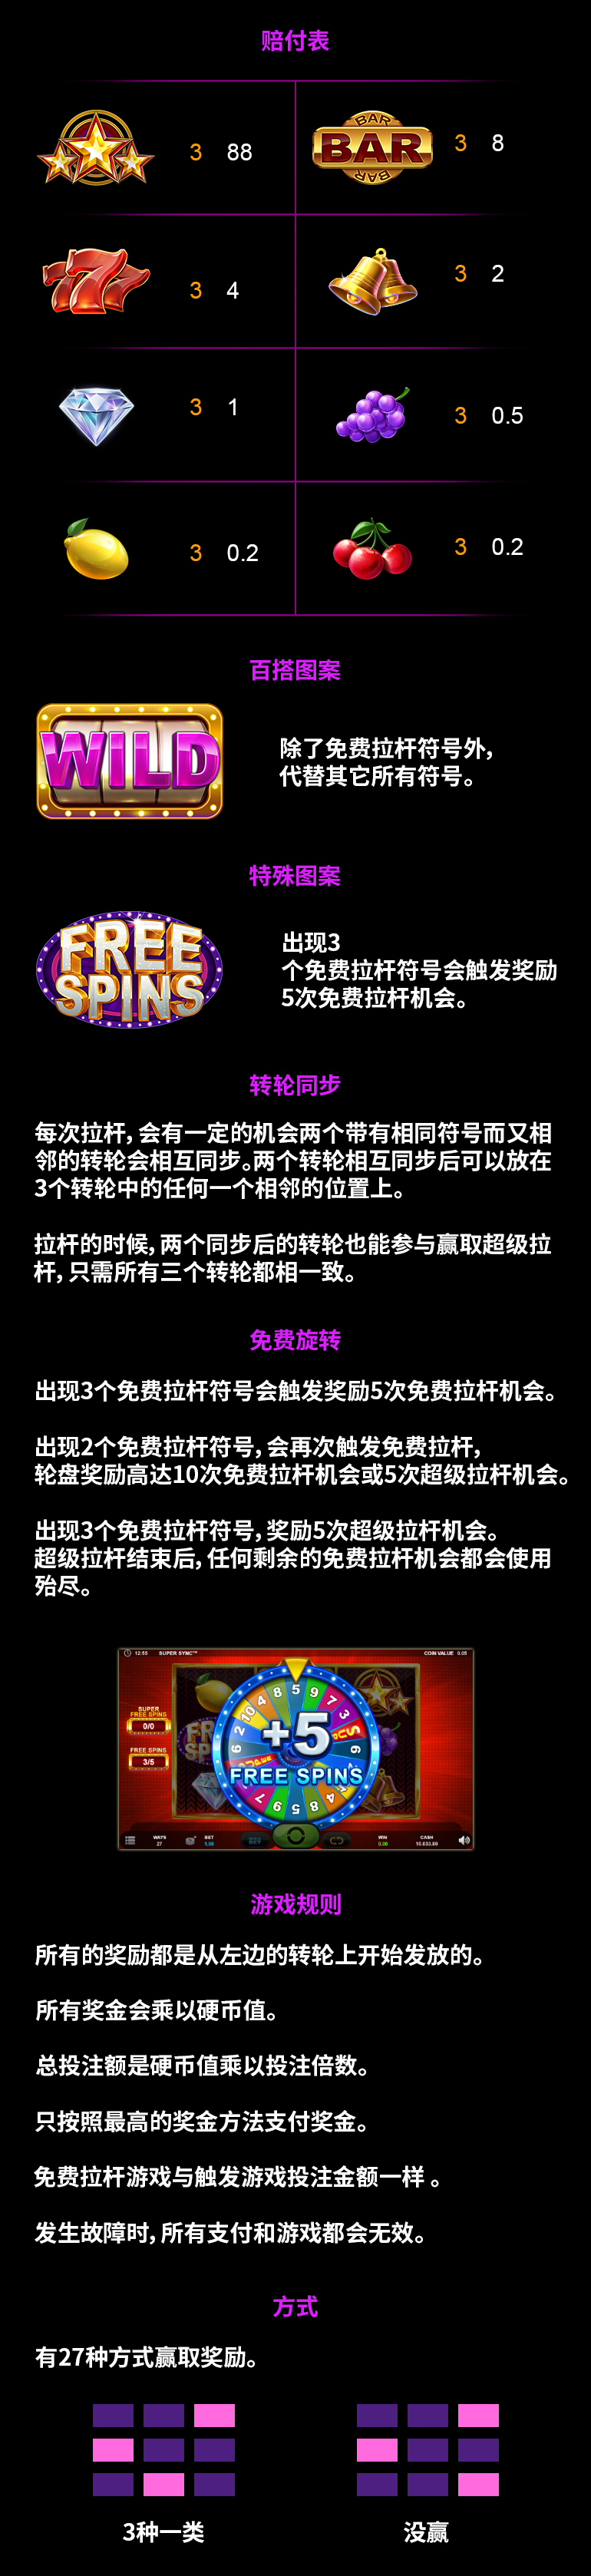 赔付表
BAR
3 88
BAR
3 8
BAR
777
3 4
3 2
3 1
3 0.5
3 0.2
3 0.2
百搭图案
WILD
除了免费拉杆符号外,
代替其它所有符号。
特殊图案
FREE
SPINS
出现3
个免费拉杆符号会触发奖励
5次免费拉杆机会。
转轮同步
每次拉杆, 会有一定的机会两个带有相同符号而又相
邻的转轮会相互同步。两个转轮相互同步后可以放在
3个转轮中的任何一个相邻的位置上。
拉杆的时候, 两个同步后的转轮也能参与赢取超级拉
杆, 只需所有三个转轮都相一致。
免费旋转
出现3个免费拉杆符号会触发奖励5次免费拉杆机会。
出现2个免费拉杆符号, 会再次触发免费拉杆,
轮盘奖励高达10次免费拉杆机会或5次超级拉杆机会。
出现3个免费拉杆符号, 奖励5次超级拉杆机会。
超级拉杆结束后, 任何剩余的免费拉杆机会都会使用
殆尽。
12:55 SUPER SYNC™ COIN VALUE 0.05
SUPER
FREE SPINS
0/0
FREE SPINS
3/5
+5
FREE SPINS
WAYS
27
BET
1.00
WIN
0.00
CASH
游戏规则
所有的奖励都是从左边的转轮上开始发放的。
所有奖金会乘以硬币值。
总投注额是硬币值乘以投注倍数。
只按照最高的奖金方法支付奖金。
免费拉杆游戏与触发游戏投注金额一样 。
发生故障时, 所有支付和游戏都会无效。
方式
有27种方式赢取奖励。
3种一类
没赢